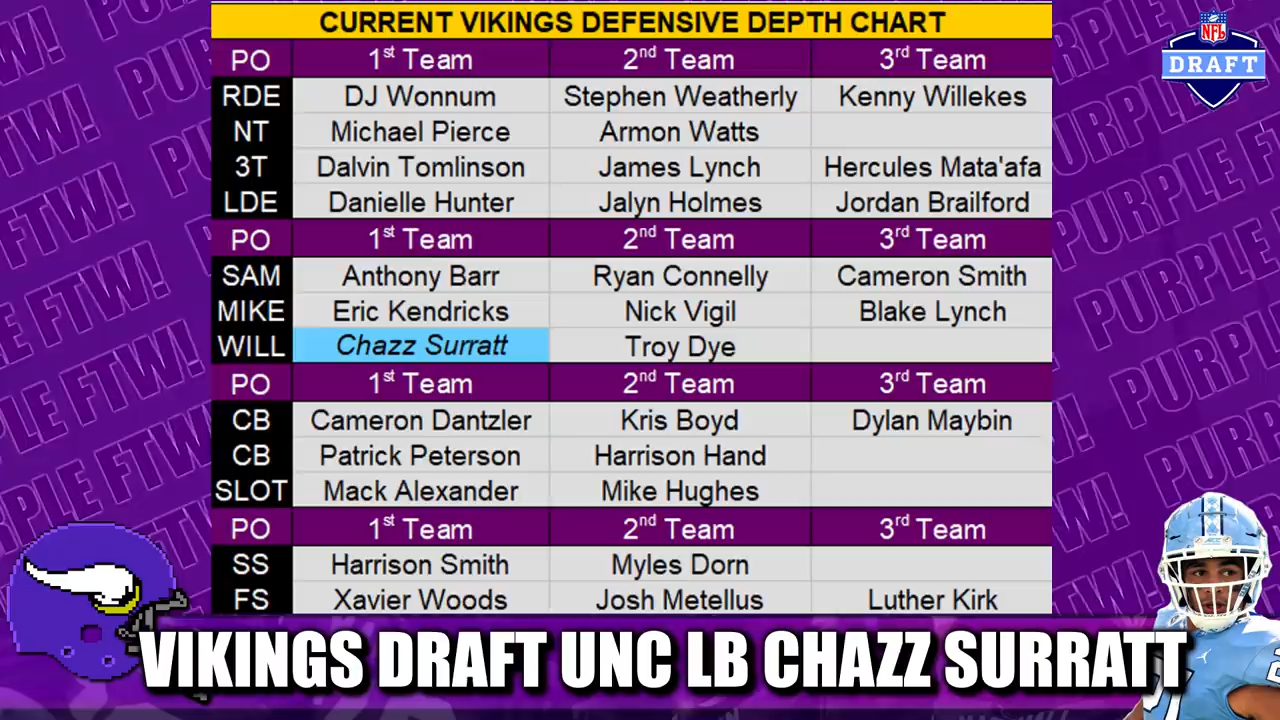 CURRENT VIKINGS DEFENSIVE DEPTH CHART
PO 1st Team 2nd Team 3rd Team
RDE DJ Wonnum Stephen Weatherly Kenny Willekes
NT Michael Pierce Armon Watts
3T Dalvin Tomlinson James Lynch Hercules Mata'afa
LDE Danielle Hunter Jalyn Holmes Jordan Brailford
PO 1st Team 2nd Team 3rd Team
SAM Anthony Barr Ryan Connelly Cameron Smith
MIKE Eric Kendricks Nick Vigil Blake Lynch
WILL Chazz Surratt Troy Dye
PO 1st Team 2nd Team 3rd Team
CB Cameron Dantzler Kris Boyd Dylan Maybin
CB Patrick Peterson Harrison Hand
SLOT Mack Alexander Mike Hughes
PO 1st Team 2nd Team 3rd Team
SS Harrison Smith Myles Dorn
FS Xavier Woods Josh Metellus Luther Kirk
VIKINGS DRAFT UNC LB CHAZZ SURRATT
NFL
DRAFT
PURPLE FTW!